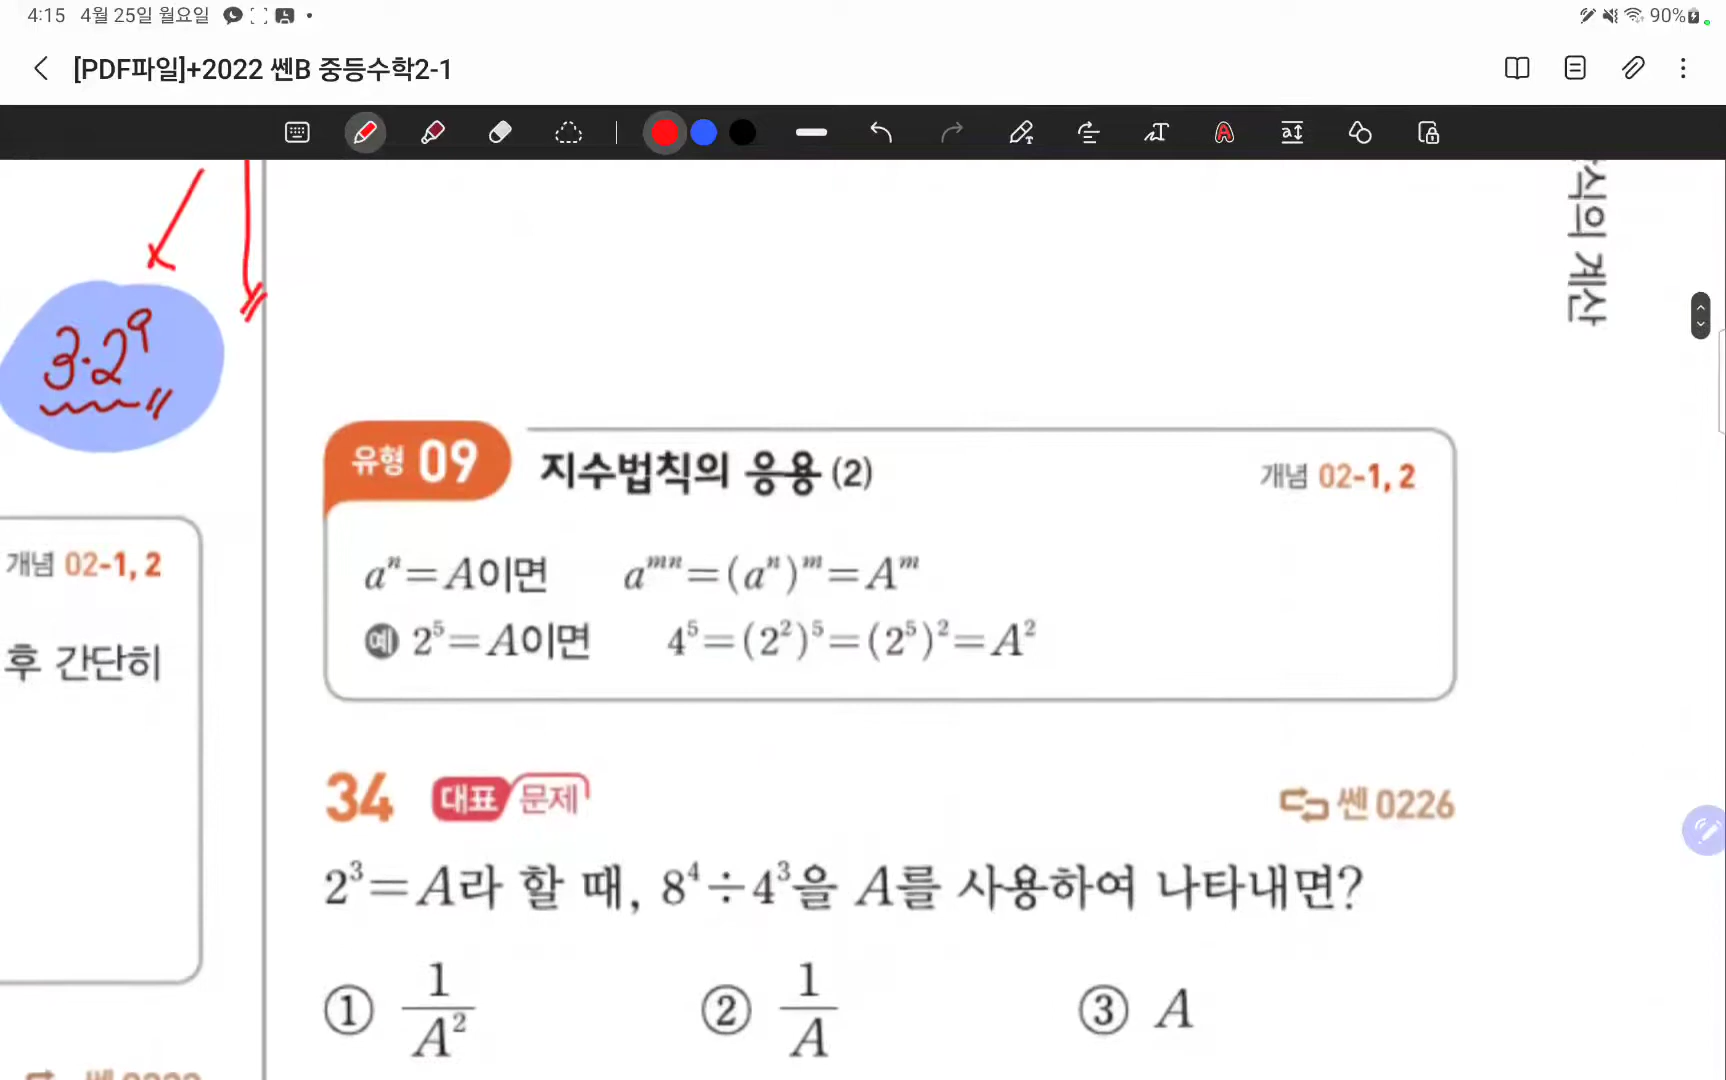 4:15 4월 25일 월요일
90%
[PDF파일]+2022 쎈B 중등수학2-1
식의 계산
3·2⁹
개념 02-1, 2
후 간단히
유형 09 지수법칙의 응용 (2) 개념 02-1, 2
aⁿ=A이면 aᵐⁿ=(aⁿ)ᵐ=Aᵐ
예 2⁵=A이면 4⁵=(2²)⁵=(2⁵)²=A²
34 대표 문제 쎈 0226
2³=A라 할 때, 8⁴÷4³을 A를 사용하여 나타내면?
① 1/A² ② 1/A ③ A